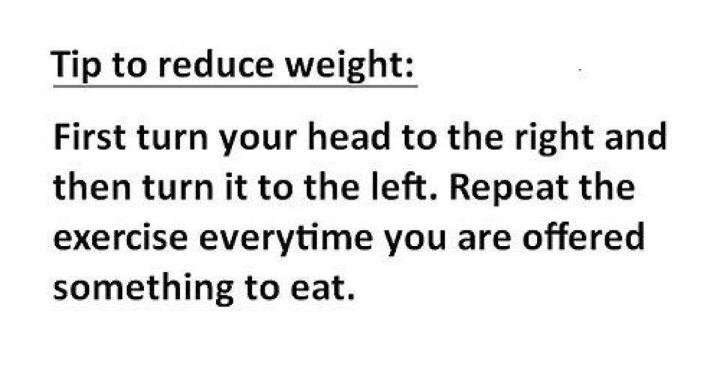 Tip to reduce weight:
First turn your head to the right and
then turn it to the left. Repeat the
exercise everytime you are offered
something to eat.